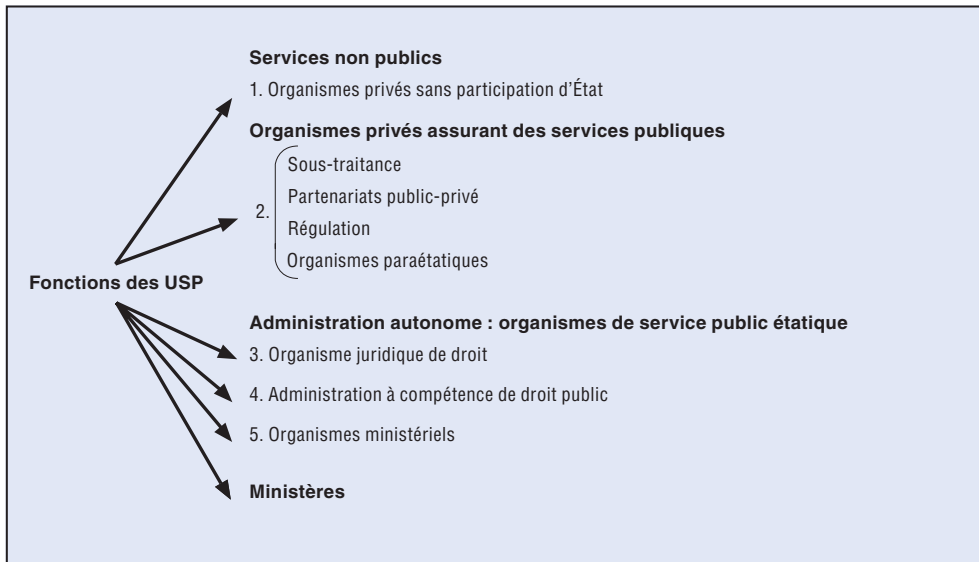 Services non publics
1. Organismes privés sans participation d’État
Organismes privés assurant des services publiques
Sous-traitance
Partenariats public-privé
2.
Régulation
Organismes paraétatiques
Fonctions des USP
Administration autonome : organismes de service public étatique
3. Organisme juridique de droit
4. Administration à compétence de droit public
5. Organismes ministériels
Ministères